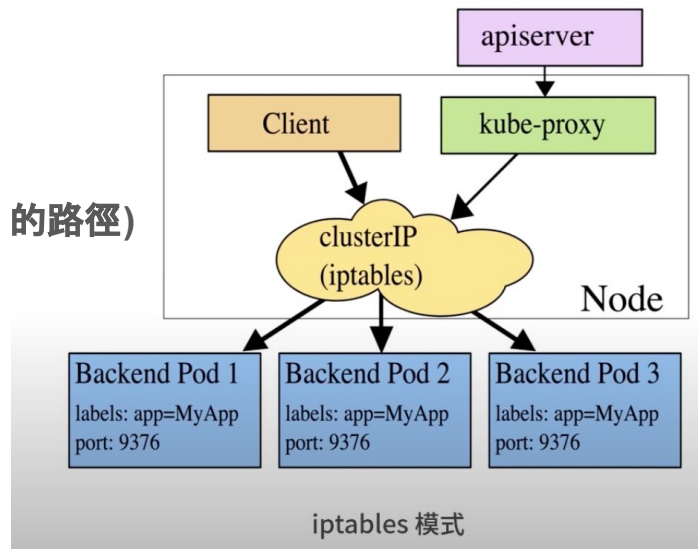 apiserver
Client
kube-proxy
的路徑)
clusterIP
(iptables)
Node
Backend Pod 1
labels: app=MyApp
port: 9376
Backend Pod 2
labels: app=MyApp
port: 9376
Backend Pod 3
labels: app=MyApp
port: 9376
iptables 模式